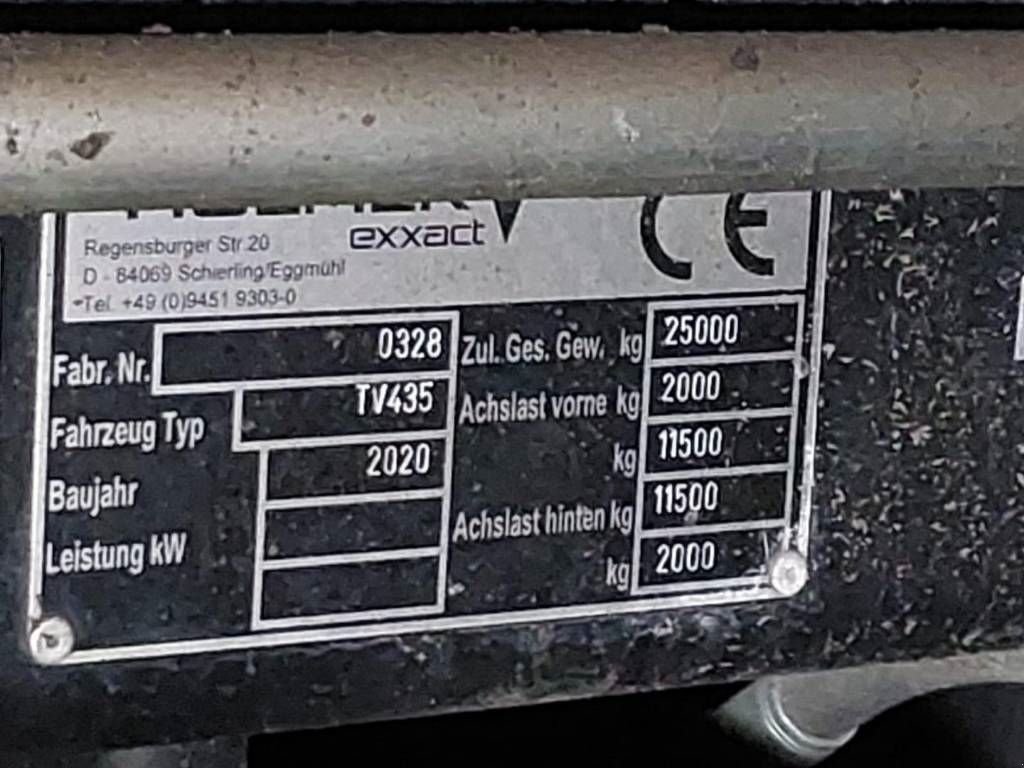 exxact
CE
Regensburger Str.20
D - 84069 Schierling/Eggmühl
Tel. +49 (0)9451 9303-0
Fabr. Nr. 0328
Fahrzeug Typ TV435
Baujahr 2020
Leistung kW
Zul. Ges. Gew. kg 25000
Achslast vorne kg 2000
kg 11500
Achslast hinten kg 11500
kg 2000